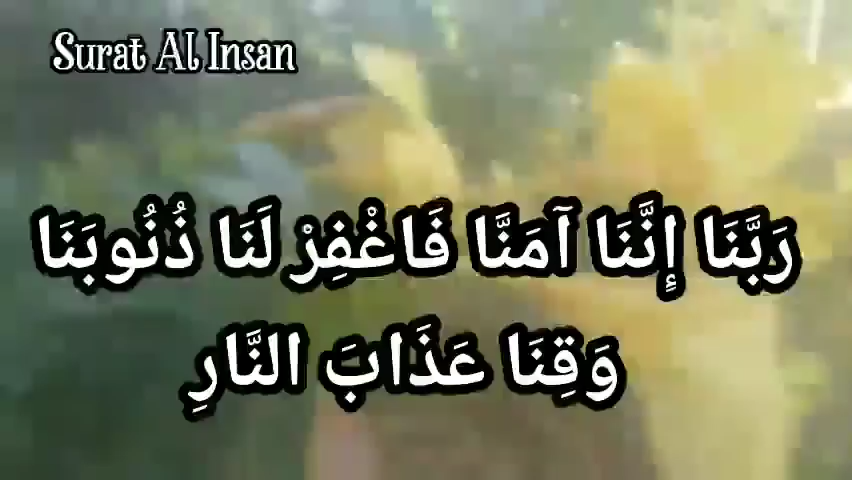 Surat Al Insan
رَبَّنَا إِنَّنَا آمَنَّا فَاغْفِرْ لَنَا ذُنُوبَنَا
وَقِنَا عَذَابَ النَّارِ